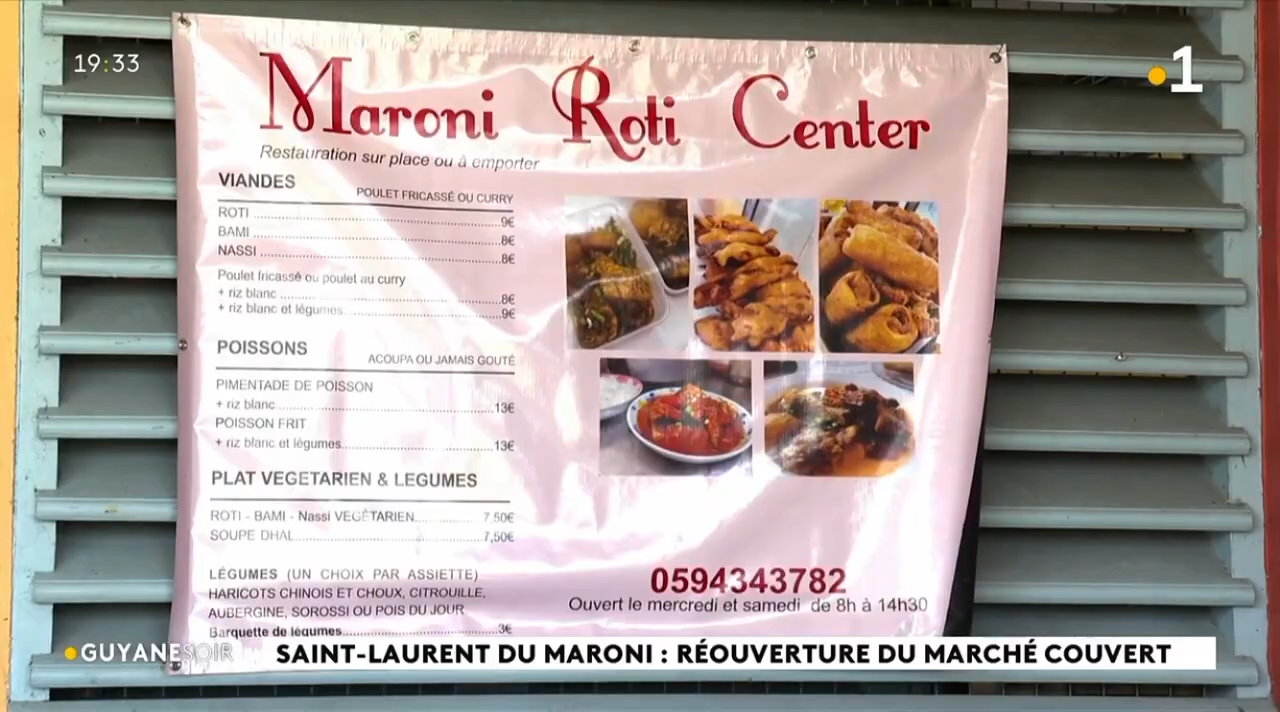 19:33
1
Maroni Roti Center
Restauration sur place ou à emporter
VIANDES
POULET FRICASSÉ OU CURRY
ROTI ........ 9€
BAMI ........ 8€
NASSI ........ 8€
Poulet fricassé ou poulet au curry
+ riz blanc ........ 8€
+ riz blanc et légumes ........ 9€
POISSONS
ACOUPA OU JAMAIS GOUTÉ
PIMENTADE DE POISSON
+ riz blanc ........ 13€
POISSON FRIT
+ riz blanc et légumes ........ 13€
PLAT VEGETARIEN & LEGUMES
ROTI - BAMI - Nassi VEGÉTARIEN ........ 7,50€
SOUPE DHAL ........ 7,50€
LÉGUMES (UN CHOIX PAR ASSIETTE)
HARICOTS CHINOIS ET CHOUX, CITROUILLE,
AUBERGINE, SOROSSI OU POIS DU JOUR
Barquette de légumes ........ 3€
0594343782
Ouvert le mercredi et samedi de 8h à 14h30
GUYANESOIR
SAINT-LAURENT DU MARONI : RÉOUVERTURE DU MARCHÉ COUVERT